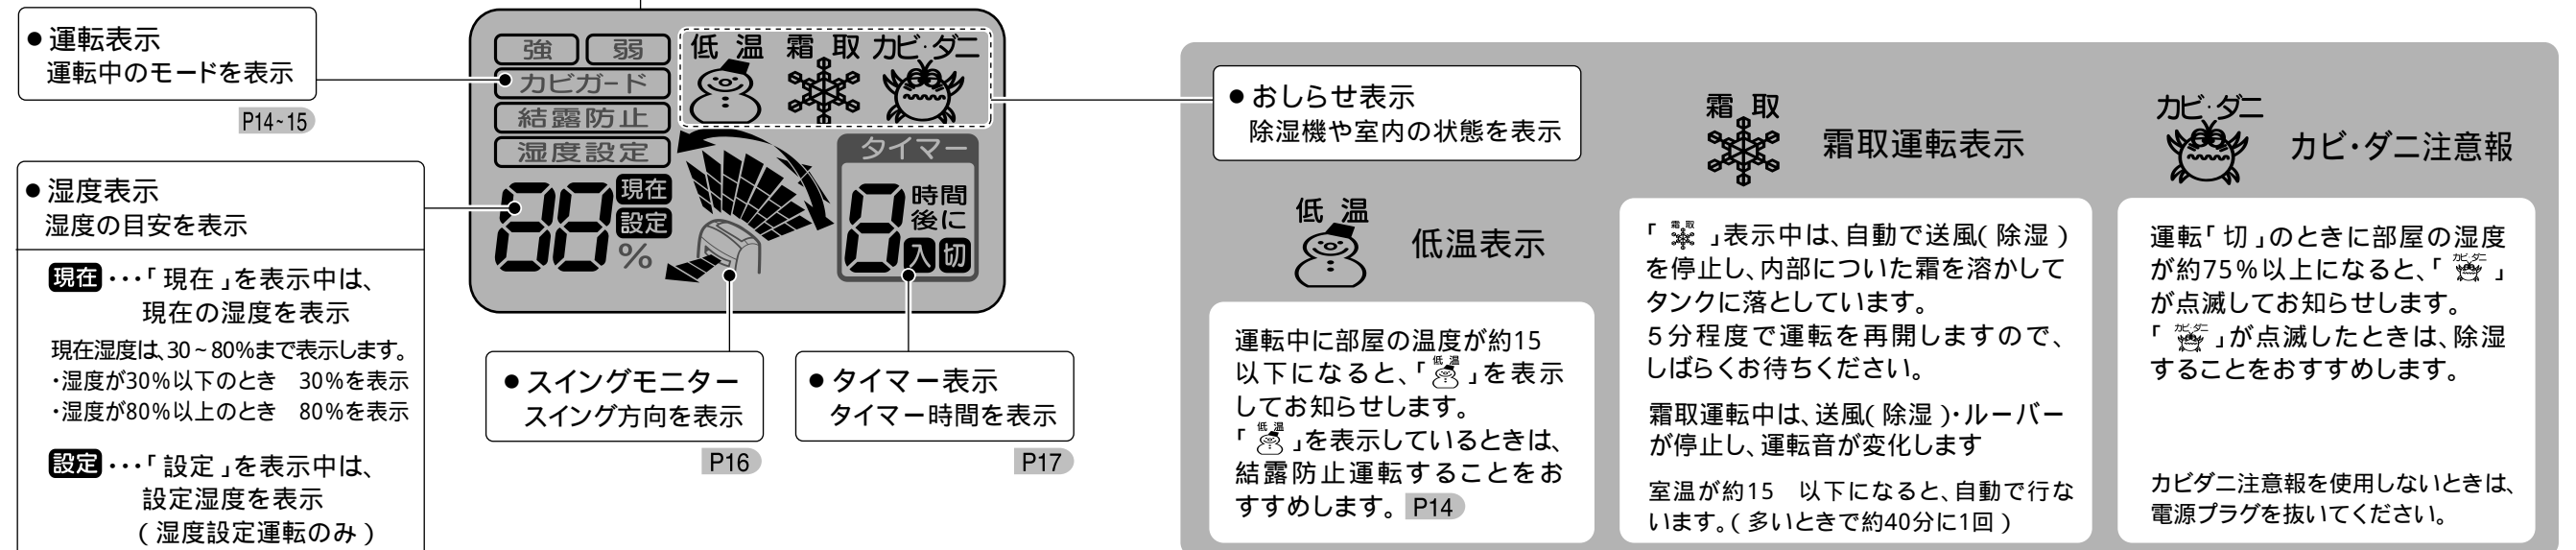 ●運転表示
運転中のモードを表示
P14~15
●湿度表示
湿度の目安を表示
現在・・・「現在」を表示中は、
現在の湿度を表示
現在湿度は、30~80%まで表示します。
・湿度が30%以下のとき　30%を表示
・湿度が80%以上のとき　80%を表示
設定・・・「設定」を表示中は、
設定湿度を表示
(湿度設定運転のみ)
強 弱
カビガード
結露防止
湿度設定
低温 霜取 カビ・ダニ
88 現在
設定
%
タイマー
8 時間
後に
入 切
●スイングモニター
スイング方向を表示
P16
●タイマー表示
タイマー時間を表示
P17
●おしらせ表示
除湿機や室内の状態を表示
低温
低温表示
運転中に部屋の温度が約15
以下になると、「低温」を表示
してお知らせします。
「低温」を表示しているときは、
結露防止運転することをお
すすめします。 P14
霜取
霜取運転表示
「霜取」表示中は、自動で送風(除湿)
を停止し、内部についた霜を溶かして
タンクに落としています。
5分程度で運転を再開しますので、
しばらくお待ちください。
霜取運転中は、送風(除湿)・ルーバー
が停止し、運転音が変化します
室温が約15　以下になると、自動で行な
います。(多いときで約40分に1回)
カビ・ダニ
カビ・ダニ注意報
運転「切」のときに部屋の湿度
が約75%以上になると、「カビ・ダニ」
が点滅してお知らせします。
「カビ・ダニ」が点滅したときは、除湿
することをおすすめします。
カビダニ注意報を使用しないときは、
電源プラグを抜いてください。